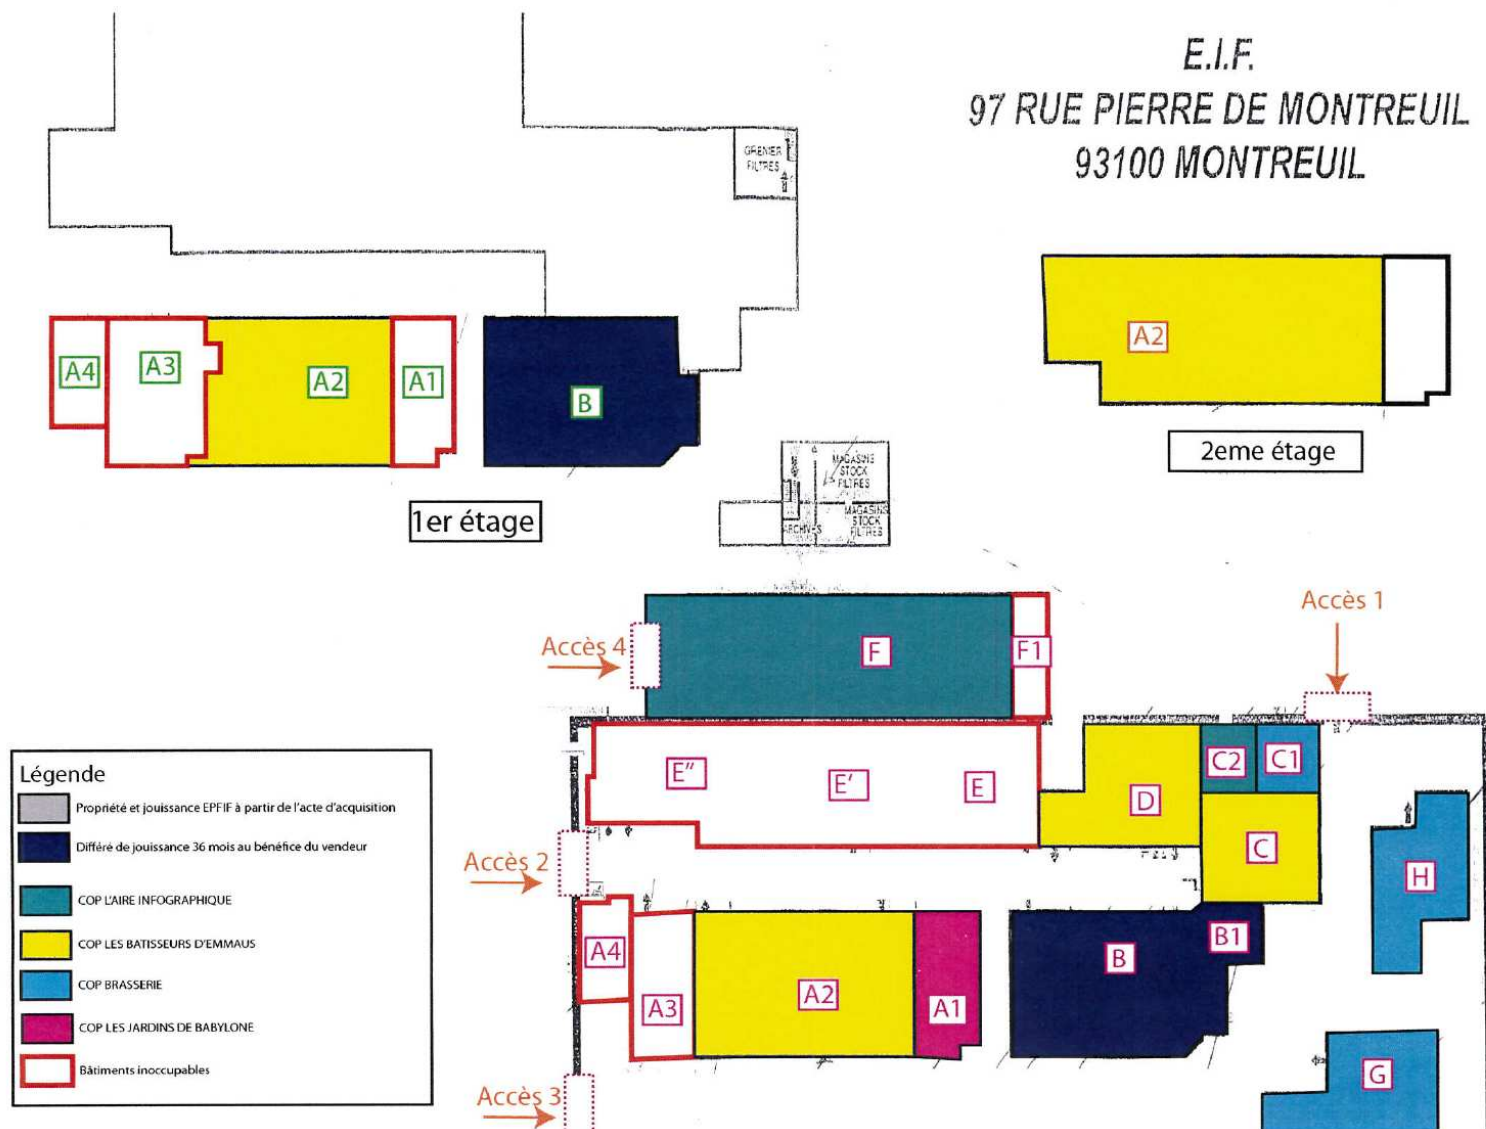 E.I.F.
97 RUE PIERRE DE MONTREUIL
93100 MONTREUIL
GRENIER
FILTRES
A4
A3
A2
A1
B
A2
2eme étage
1er étage
MAGASINS
STOCK
FILTRES
ARCHIVES
MAGASINS
STOCK
FILTRES
Accès 1
Accès 4
F
F1
E’’
E’
E
D
C2
C1
C
H
Accès 2
A4
A3
A2
A1
B
B1
G
Accès 3
Légende
Propriété et jouissance EPFIF à partir de l'acte d'acquisition
Différé de jouissance 36 mois au bénéfice du vendeur
COP L'AIRE INFOGRAPHIQUE
COP LES BATISSEURS D'EMMAUS
COP BRASSERIE
COP LES JARDINS DE BABYLONE
Bâtiments inoccupables